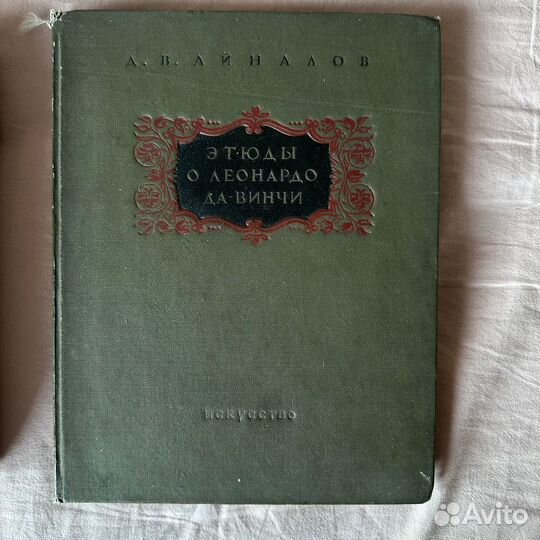 Д. В. АЙНАЛОВ
ЭТЮДЫ
О ЛЕОНАРДО
ДА-ВИНЧИ
ИСКУССТВО
Avito